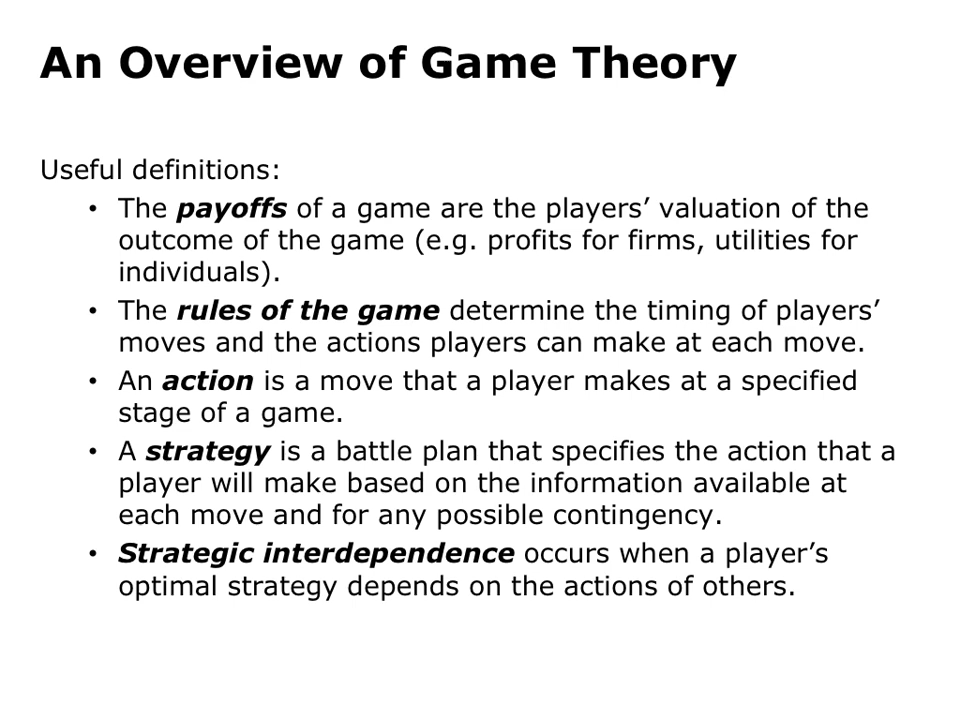 An Overview of Game Theory
Useful definitions:
• The payoffs of a game are the players’ valuation of the
outcome of the game (e.g. profits for firms, utilities for
individuals).
• The rules of the game determine the timing of players’
moves and the actions players can make at each move.
• An action is a move that a player makes at a specified
stage of a game.
• A strategy is a battle plan that specifies the action that a
player will make based on the information available at
each move and for any possible contingency.
• Strategic interdependence occurs when a player’s
optimal strategy depends on the actions of others.